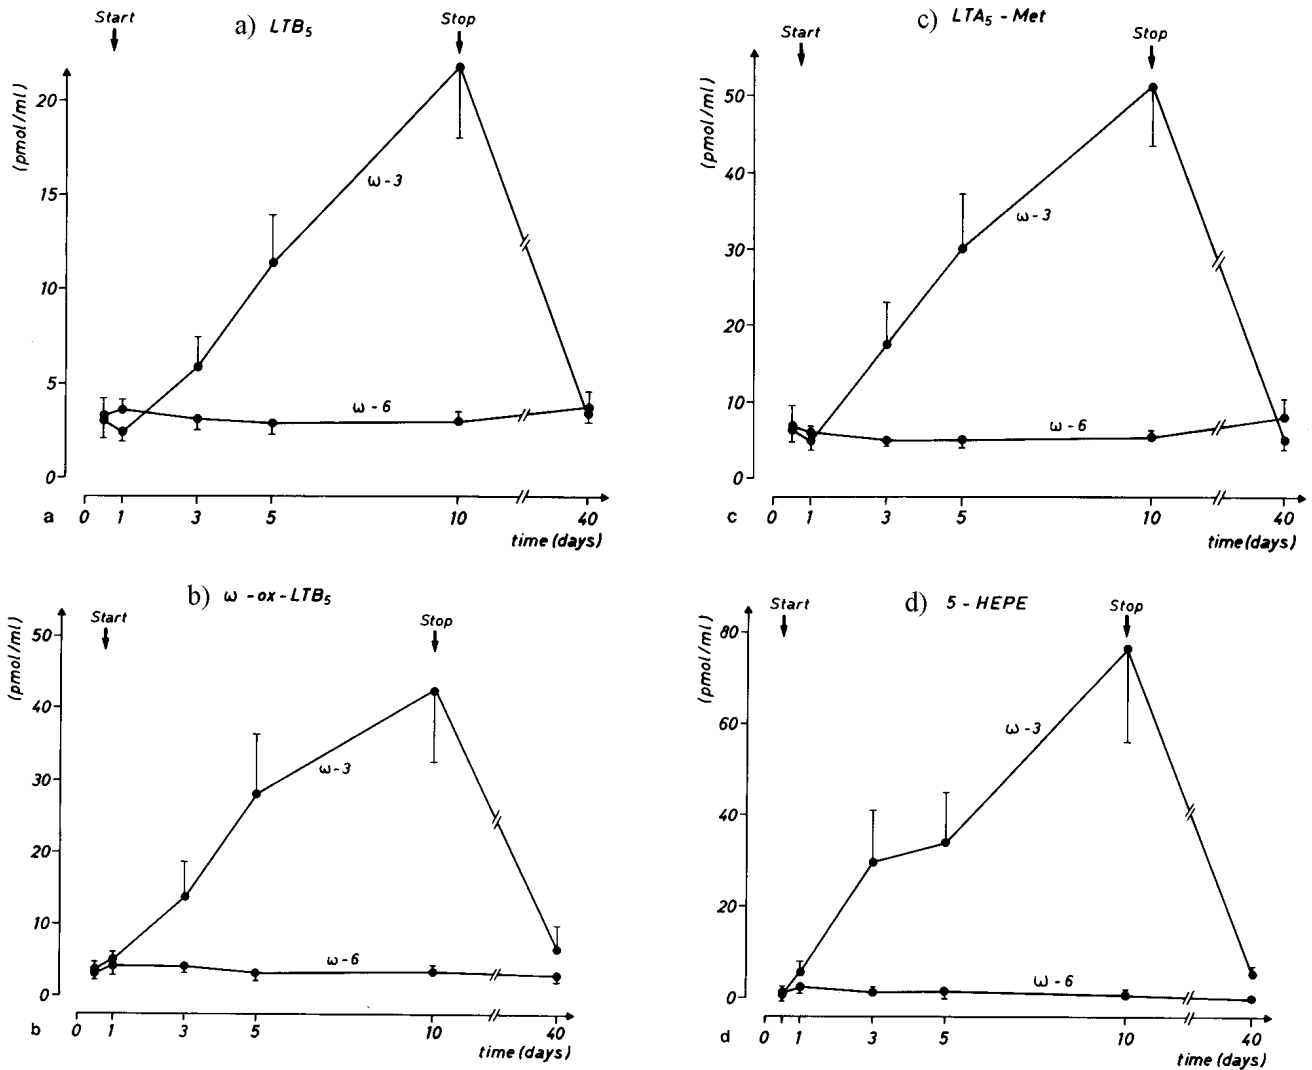 a) LTB5
Start
Stop
(pmol/ml)
20
15
10
5
0
ω-3
ω-6
0 1 3 5 10 40
a
time (days)
c) LTA5 - Met
Start
Stop
(pmol/ml)
50
40
30
20
10
0
ω-3
ω-6
0 1 3 5 10 40
c
time (days)
b) ω - ox - LTB5
Start
Stop
(pmol/ml)
50
40
30
20
10
0
ω-3
ω-6
0 1 3 5 10 40
b
time (days)
d) 5 - HEPE
Start
Stop
(pmol/ml)
80
60
40
20
0
ω-3
ω-6
0 1 3 5 10 40
d
time (days)